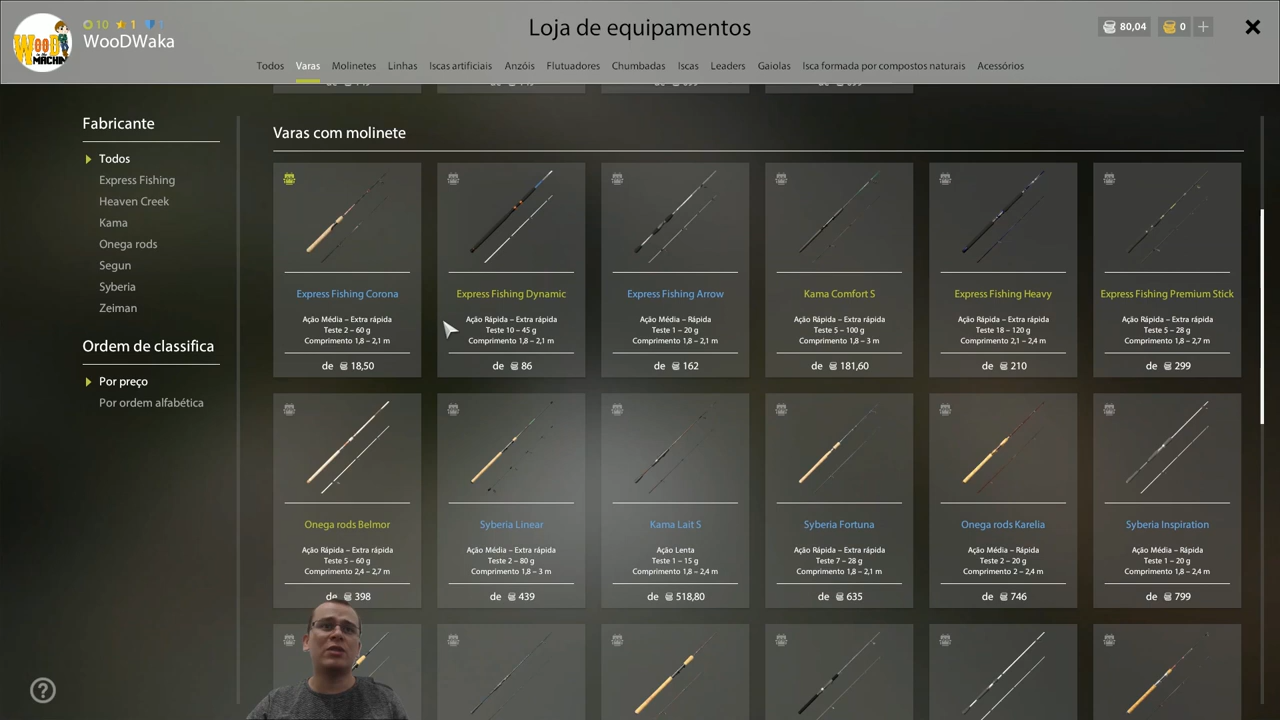 10 1 1
WooDWaka
WooD
MACHIN
Loja de equipamentos
80,04 0
Todos Varas Molinetes Linhas Iscas artificiais Anzóis Flutuadores Chumbadas Iscas Leaders Gaiolas Isca formada por compostos naturais Acessórios
Fabricante
Todos
Express Fishing
Heaven Creek
Kama
Onega rods
Segun
Syberia
Zeiman
Ordem de classifica
Por preço
Por ordem alfabética
Varas com molinete
Express Fishing Corona
Ação Média – Extra rápida
Teste 2 – 60 g
Comprimento 1,8 – 2,1 m
de 18,50
Express Fishing Dynamic
Ação Rápida – Extra rápida
Teste 10 – 45 g
Comprimento 1,8 – 2,1 m
de 86
Express Fishing Arrow
Ação Média – Rápida
Teste 1 – 20 g
Comprimento 1,8 – 2,1 m
de 162
Kama Comfort S
Ação Rápida – Extra rápida
Teste 5 – 100 g
Comprimento 1,8 – 3 m
de 181,60
Express Fishing Heavy
Ação Rápida – Extra rápida
Teste 18 – 120 g
Comprimento 2,1 – 2,4 m
de 210
Express Fishing Premium Stick
Ação Rápida – Extra rápida
Teste 5 – 28 g
Comprimento 1,8 – 2,7 m
de 299
Onega rods Belmor
Ação Rápida – Extra rápida
Teste 5 – 60 g
Comprimento 2,4 – 2,7 m
de 398
Syberia Linear
Ação Média – Extra rápida
Teste 2 – 80 g
Comprimento 1,8 – 3 m
de 439
Kama Lait S
Ação Lenta
Teste 1 – 15 g
Comprimento 1,8 – 2,4 m
de 518,80
Syberia Fortuna
Ação Rápida – Extra rápida
Teste 7 – 28 g
Comprimento 1,8 – 2,1 m
de 635
Onega rods Karelia
Ação Média – Rápida
Teste 2 – 20 g
Comprimento 2 – 2,4 m
de 746
Syberia Inspiration
Ação Média – Rápida
Teste 1 – 20 g
Comprimento 1,8 – 2,4 m
de 799
?